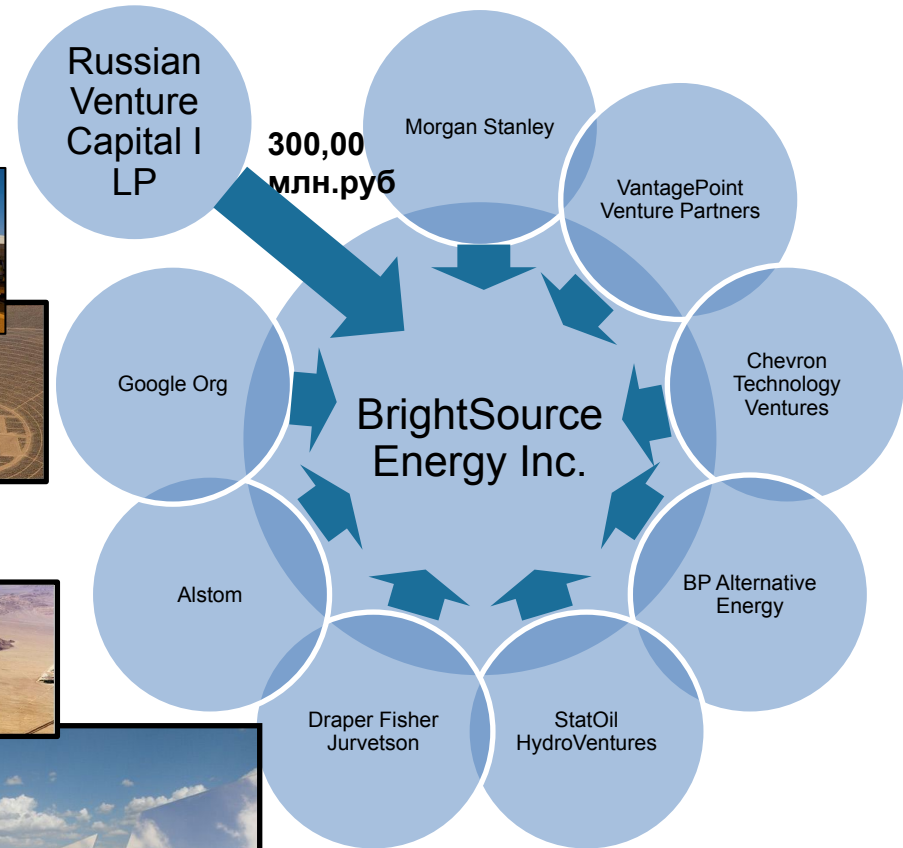 Russian
Venture
Capital I
LP
300,00
млн.руб
Morgan Stanley
VantagePoint
Venture Partners
Chevron
Technology
Ventures
BP Alternative
Energy
StatOil
HydroVentures
Draper Fisher
Jurvetson
Alstom
Google Org
BrightSource
Energy Inc.